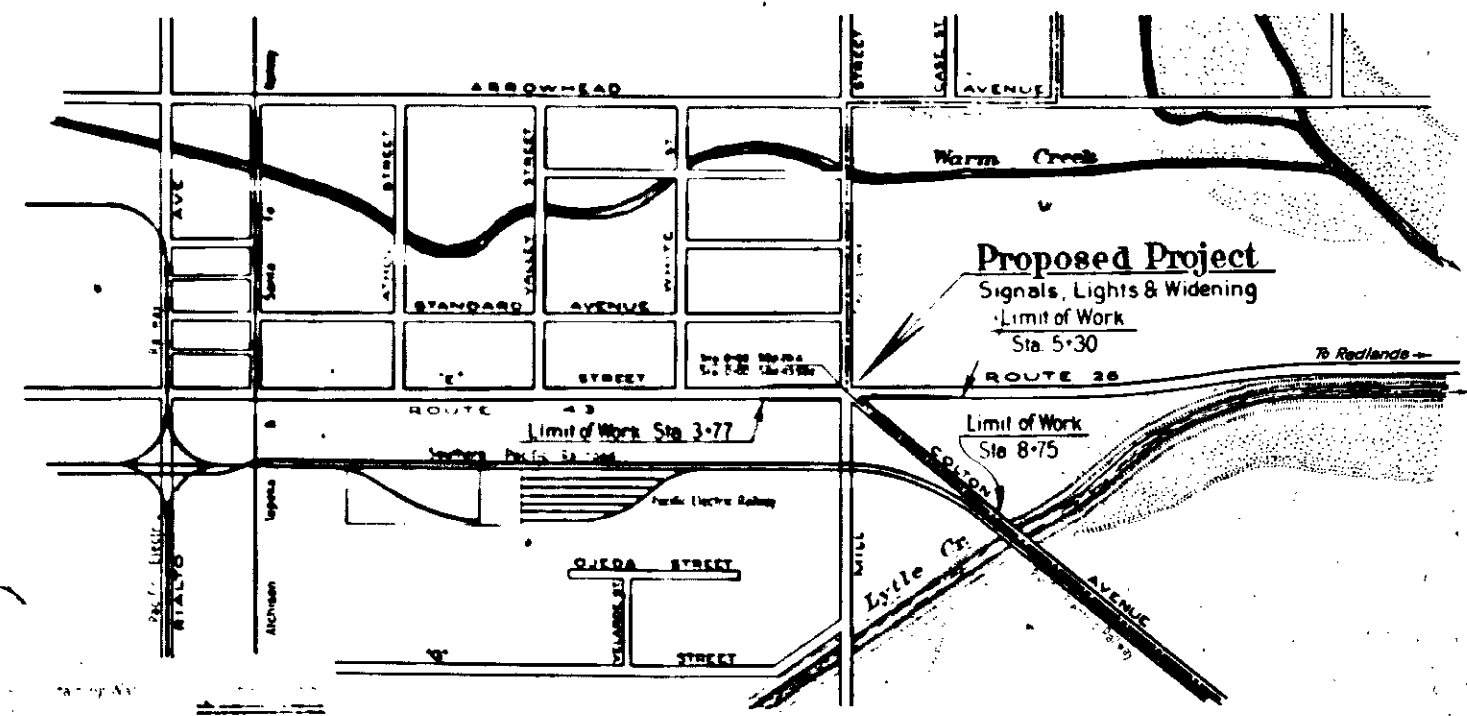 ARROWHEAD
AVENUE
STREET
CASE ST.
Warm Creek
AVE
Santa Fe
STREET
VALLEY STREET
WHITE ST
STANDARD AVENUE
Proposed Project
Signals, Lights & Widening
Limit of Work
Sta. 5+30
To Redlands
ROUTE 26
"E" STREET
ROUTE 43
Limit of Work Sta 3+77
Limit of Work
Sta 8+75
Southern Pacific Railroad
Pacific Electric Railway
COLTON AVENUE
RIALTO
Atchison Topeka &
OJEDA STREET
VELARDE ST.
MILL
Lytle Cr.
"G" STREET